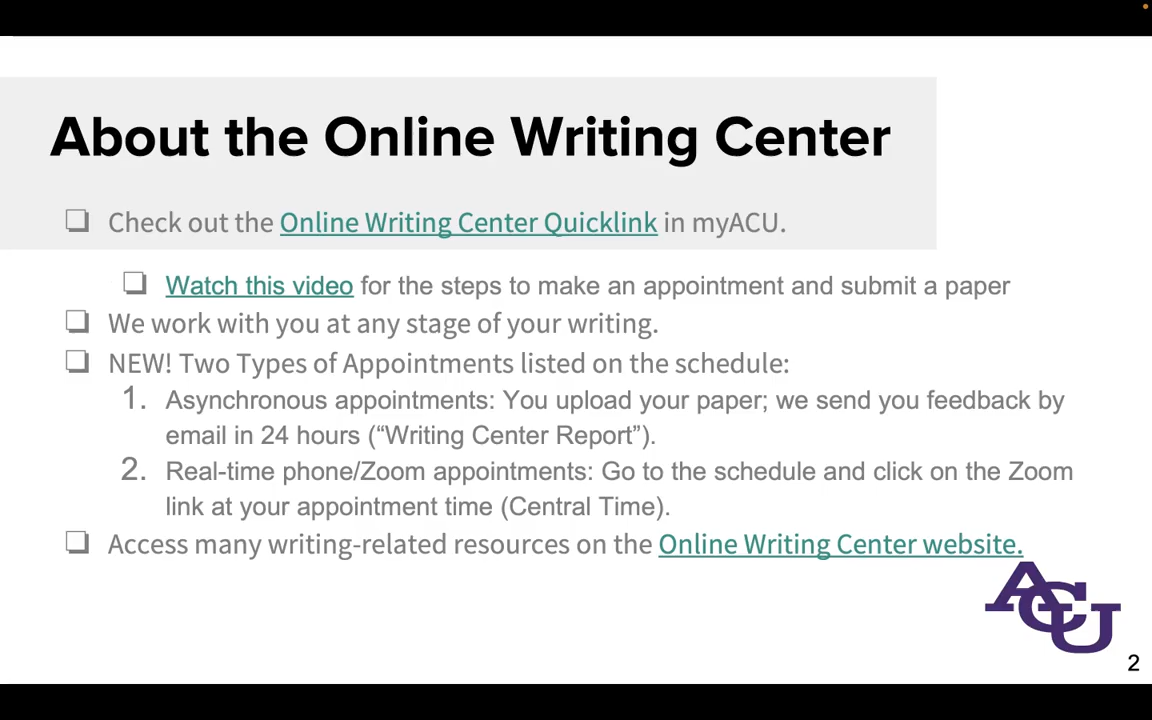 About the Online Writing Center
❏ Check out the Online Writing Center Quicklink in myACU.
❏ Watch this video for the steps to make an appointment and submit a paper
❏ We work with you at any stage of your writing.
❏ NEW! Two Types of Appointments listed on the schedule:
1. Asynchronous appointments: You upload your paper; we send you feedback by
email in 24 hours (“Writing Center Report”).
2. Real-time phone/Zoom appointments: Go to the schedule and click on the Zoom
link at your appointment time (Central Time).
❏ Access many writing-related resources on the Online Writing Center website.
ACU
2